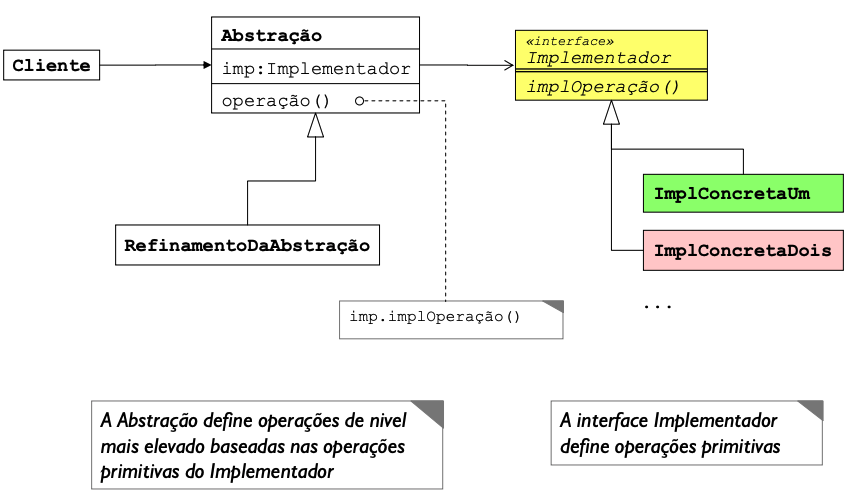 Cliente
Abstração
imp:Implementador
operação()
«interface»
Implementador
implOperação()
ImplConcretaUm
RefinamentoDaAbstração
ImplConcretaDois
...
imp.implOperação()
A Abstração define operações de nivel
mais elevado baseadas nas operações
primitivas do Implementador
A interface Implementador
define operações primitivas